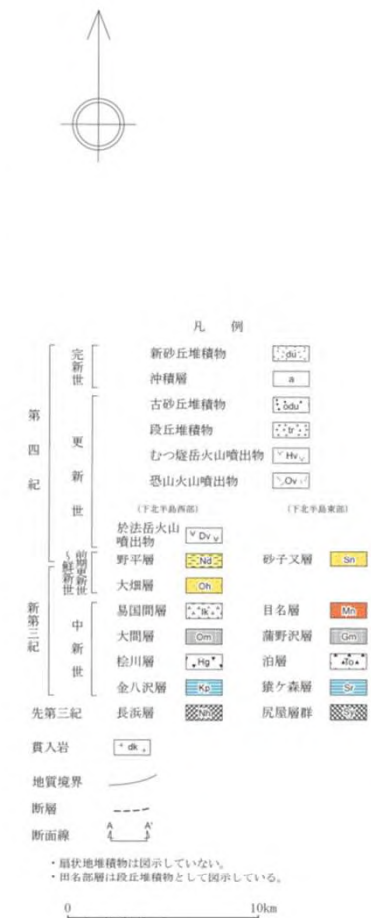 凡 例
第四紀
完新世
新砂丘堆積物 du
沖積層 a
更新世
古砂丘堆積物 odu
段丘堆積物 tr
むつ燧岳火山噴出物 Hv
恐山火山噴出物 Ov
(下北半島西部) (下北半島東部)
於法岳火山噴出物 Dv
前期更新世～鮮新世
野平層 Nd 砂子又層 Sn
大畑層 Oh
新第三紀
中新世
易国間層 Ik 目名層 Mn
大間層 Om 蒲野沢層 Gm
桧川層 Hg 泊層 To
金八沢層 Kp 猿ケ森層 Sr
先第三紀 長浜層 Nh 尻屋層群 Sy
貫入岩 dk
地質境界
断層
断面線 A A'
・扇状地堆積物は図示していない。
・田名部層は段丘堆積物として図示している。
0 10km